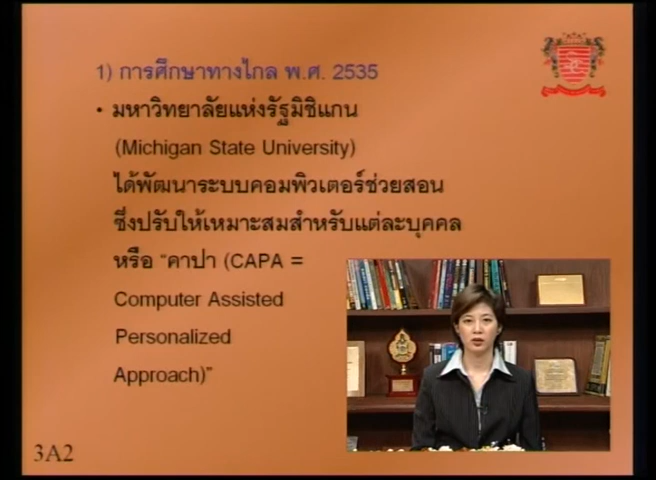 1) การศึกษาทางไกล พ.ศ. 2535
• มหาวิทยาลัยแห่งรัฐมิชิแกน
(Michigan State University)
ได้พัฒนาระบบคอมพิวเตอร์ช่วยสอน
ซึ่งปรับให้เหมาะสมสำหรับแต่ละบุคคล
หรือ “คาปา (CAPA =
Computer Assisted
Personalized
Approach)”
3A2